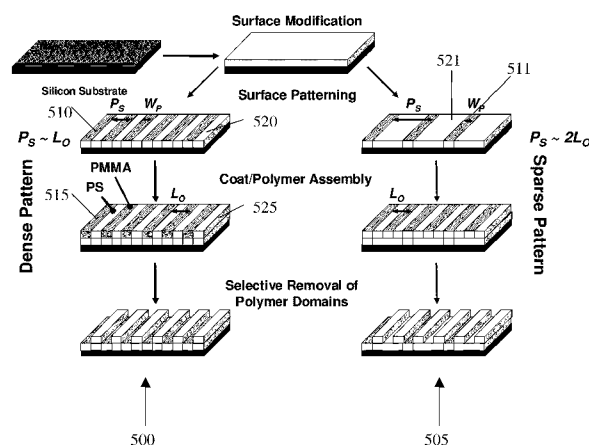 Surface Modification
521
511
Silicon Substrate
Surface Patterning
510
P_S
W_P
520
P_S
W_P
P_S ~ L_O
P_S ~ 2L_O
PMMA
PS
Coat/Polymer Assembly
515
L_O
525
L_O
Dense Pattern
Sparse Pattern
Selective Removal of
Polymer Domains
500
505